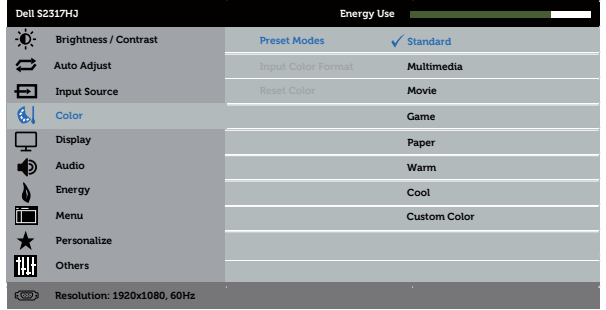 Dell S2317HJ Energy Use
Brightness / Contrast Preset Modes Standard
Auto Adjust Input Color Format Multimedia
Input Source Reset Color Movie
Color Game
Display Paper
Audio Warm
Energy Cool
Menu Custom Color
Personalize
Others
Resolution: 1920x1080, 60Hz